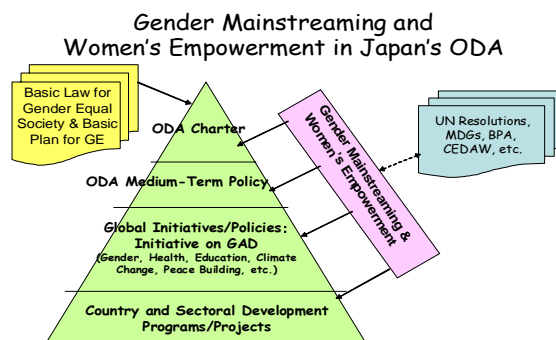 Gender Mainstreaming and
Women's Empowerment in Japan's ODA
Basic Law for
Gender Equal
Society & Basic
Plan for GE
ODA Charter
Gender Mainstreaming &
Women's Empowerment
UN Resolutions,
MDGs, BPA,
CEDAW, etc.
ODA Medium-Term Policy
Global Initiatives/Policies:
Initiative on GAD
(Gender, Health, Education, Climate
Change, Peace Building, etc.)
Country and Sectoral Development
Programs/Projects